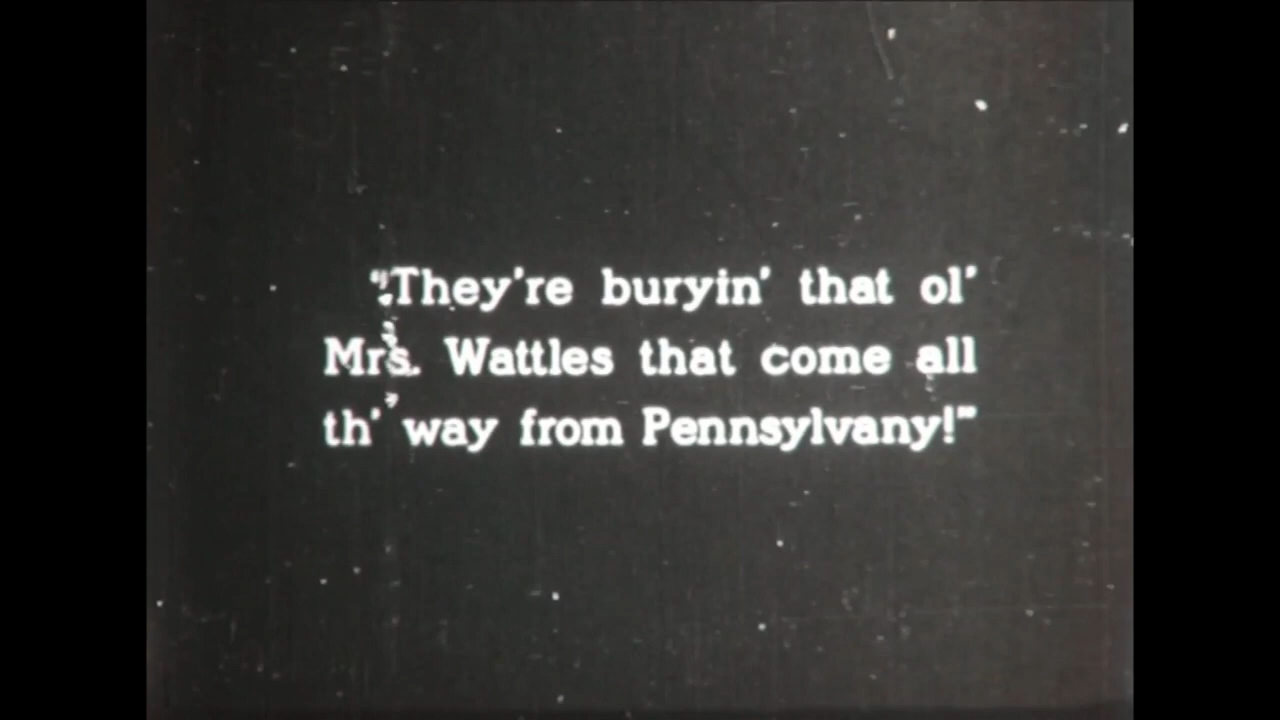 "They're buryin' that ol'
Mrs. Wattles that come all
th' way from Pennsylvany!"